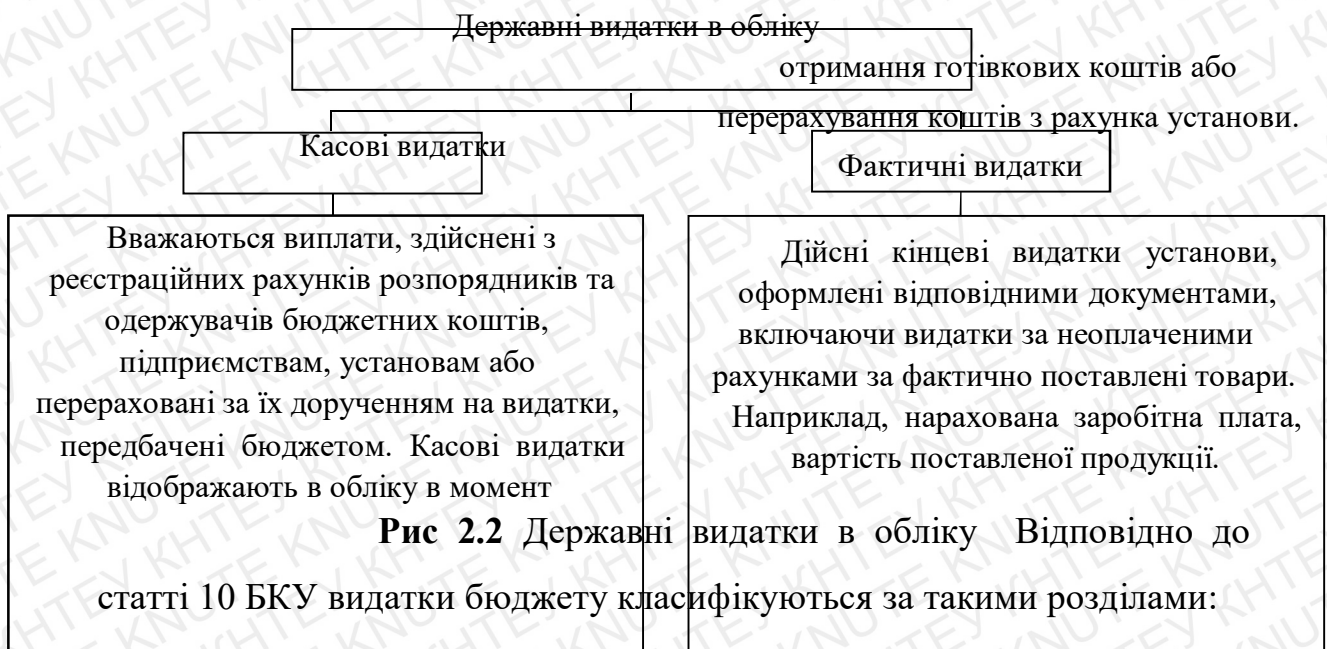 Державні видатки в обліку
отримання готівкових коштів або
перерахування коштів з рахунка установи.
Касові видатки
Фактичні видатки
Вважаються виплати, здійснені з
реєстраційних рахунків розпорядників та
одержувачів бюджетних коштів,
підприємствам, установам або
перераховані за їх дорученням на видатки,
передбачені бюджетом. Касові видатки
відображають в обліку в момент
Дійсні кінцеві видатки установи,
оформлені відповідними документами,
включаючи видатки за неоплаченими
рахунками за фактично поставлені товари.
Наприклад, нарахована заробітна плата,
вартість поставленої продукції.
Рис 2.2 Державні видатки в обліку Відповідно до
статті 10 БКУ видатки бюджету класифікуються за такими розділами: